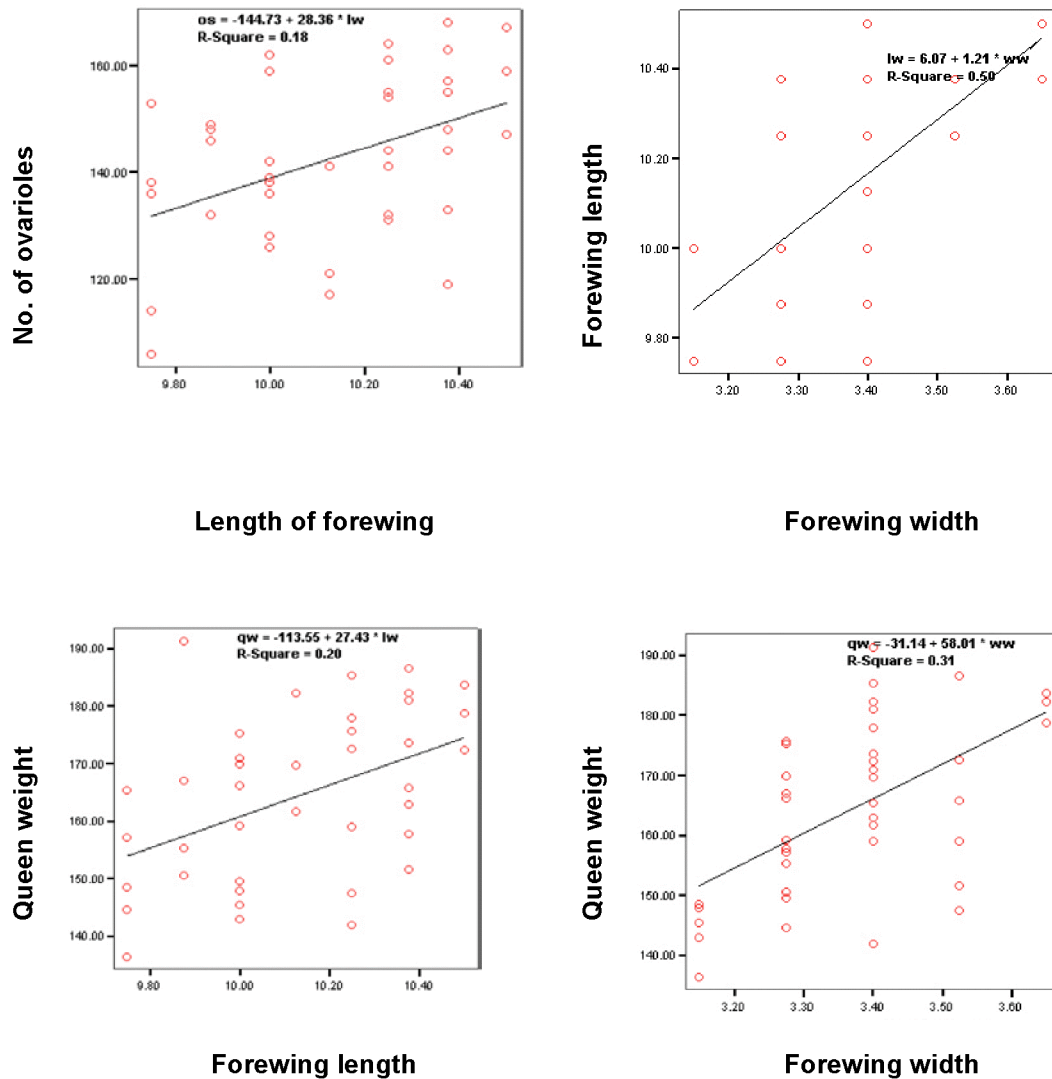 os = -144.73 + 28.36 * lw
R-Square = 0.18
160.00
140.00
120.00
9.80 10.00 10.20 10.40
No. of ovarioles
Length of forewing
lw = 6.07 + 1.21 * ww
R-Square = 0.50
10.40
10.20
10.00
9.80
3.20 3.30 3.40 3.50 3.60
Forewing length
Forewing width
qw = -113.55 + 27.43 * lw
R-Square = 0.20
190.00
180.00
170.00
160.00
150.00
140.00
9.80 10.00 10.20 10.40
Queen weight
Forewing length
qw = -31.14 + 58.01 * ww
R-Square = 0.31
190.00
180.00
170.00
160.00
150.00
140.00
3.20 3.30 3.40 3.50 3.60
Queen weight
Forewing width